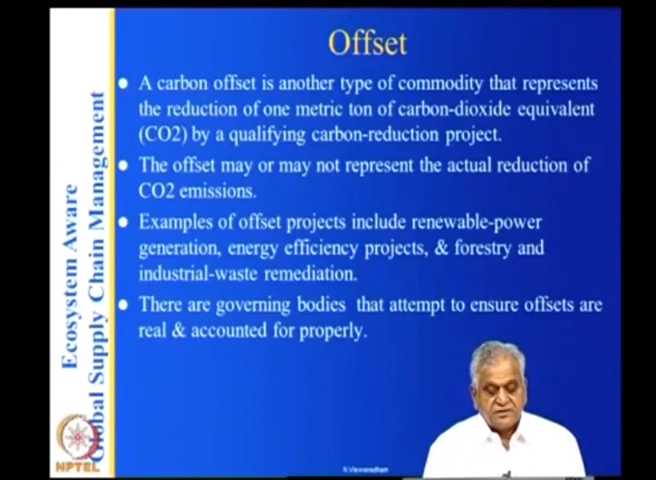 Offset
A carbon offset is another type of commodity that represents
the reduction of one metric ton of carbon-dioxide equivalent
(CO2) by a qualifying carbon-reduction project.
The offset may or may not represent the actual reduction of
CO2 emissions.
Examples of offset projects include renewable-power
generation, energy efficiency projects, & forestry and
industrial-waste remediation.
There are governing bodies that attempt to ensure offsets are
real & accounted for properly.
Ecosystem Aware
Global Supply Chain Management
NPTEL
N.Viswanadham